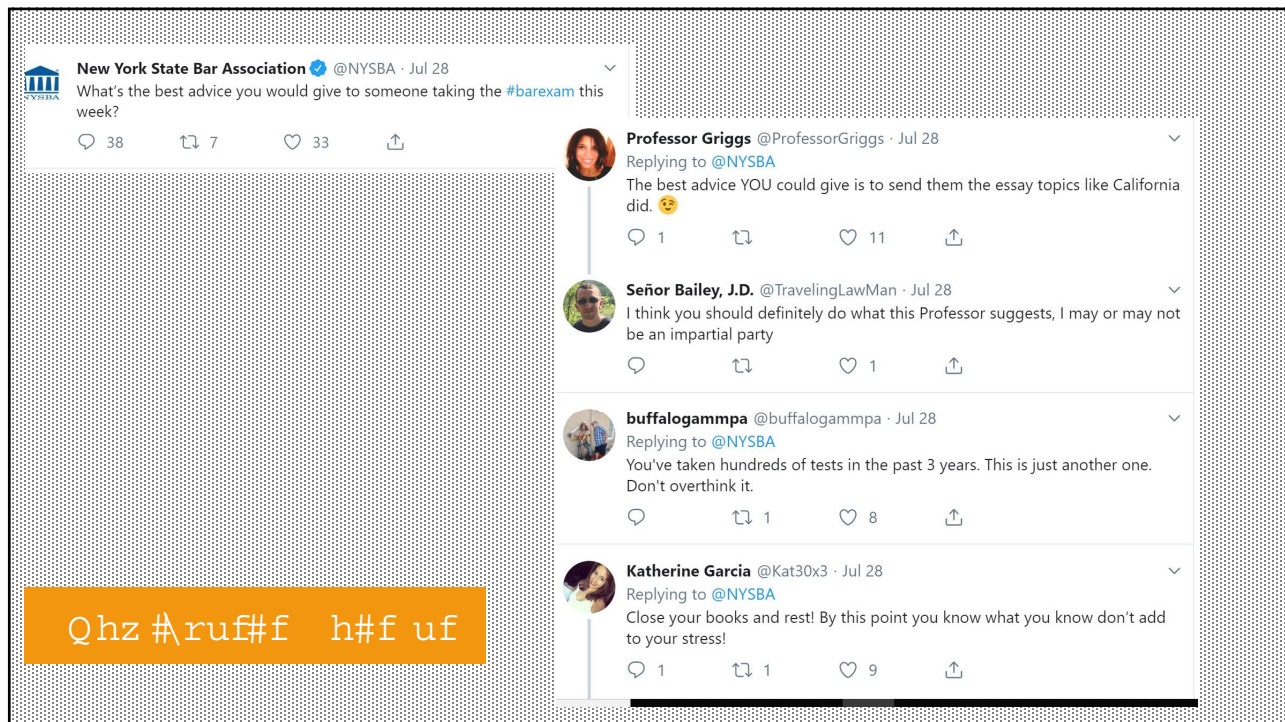 New York State Bar Association @NYSBA · Jul 28
What's the best advice you would give to someone taking the #barexam this
week?
38 7 33
NYSBA
Professor Griggs @ProfessorGriggs · Jul 28
Replying to @NYSBA
The best advice YOU could give is to send them the essay topics like California
did. 😉
1 11
Señor Bailey, J.D. @TravelingLawMan · Jul 28
I think you should definitely do what this Professor suggests, I may or may not
be an impartial party
1
buffalogammpa @buffalogammpa · Jul 28
Replying to @NYSBA
You've taken hundreds of tests in the past 3 years. This is just another one.
Don't overthink it.
1 8
Katherine Garcia @Kat30x3 · Jul 28
Replying to @NYSBA
Close your books and rest! By this point you know what you know don't add
to your stress!
1 1 9
Qhz #\ruf#f h#f uf